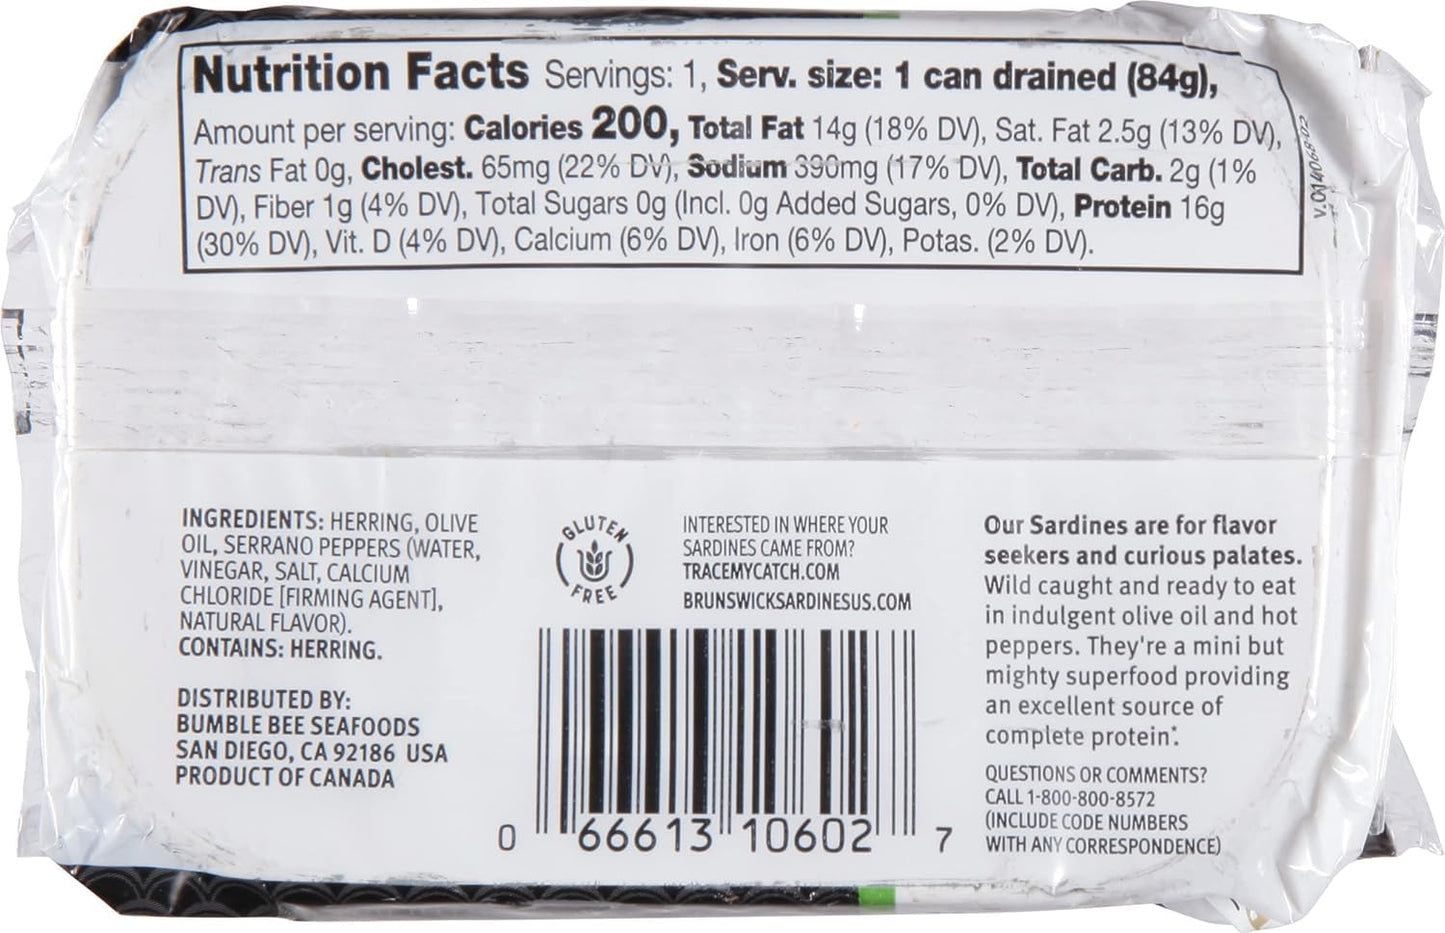 Nutrition Facts Servings: 1, Serv. size: 1 can drained (84g),
Amount per serving: Calories 200, Total Fat 14g (18% DV), Sat. Fat 2.5g (13% DV),
Trans Fat 0g, Cholest. 65mg (22% DV), Sodium 390mg (17% DV), Total Carb. 2g (1%
DV), Fiber 1g (4% DV), Total Sugars 0g (Incl. 0g Added Sugars, 0% DV), Protein 16g
(30% DV), Vit. D (4% DV), Calcium (6% DV), Iron (6% DV), Potas. (2% DV).
INGREDIENTS: HERRING, OLIVE
OIL, SERRANO PEPPERS (WATER,
VINEGAR, SALT, CALCIUM
CHLORIDE [FIRMING AGENT],
NATURAL FLAVOR).
CONTAINS: HERRING.
DISTRIBUTED BY:
BUMBLE BEE SEAFOODS
SAN DIEGO, CA 92186 USA
PRODUCT OF CANADA
GLUTEN
FREE
INTERESTED IN WHERE YOUR
SARDINES CAME FROM?
TRACEMYCATCH.COM
BRUNSWICKSARDINESUS.COM
0 66613 10602 7
Our Sardines are for flavor
seekers and curious palates.
Wild caught and ready to eat
in indulgent olive oil and hot
peppers. They're a mini but
mighty superfood providing
an excellent source of
complete protein*.
QUESTIONS OR COMMENTS?
CALL 1-800-800-8572
(INCLUDE CODE NUMBERS
WITH ANY CORRESPONDENCE)